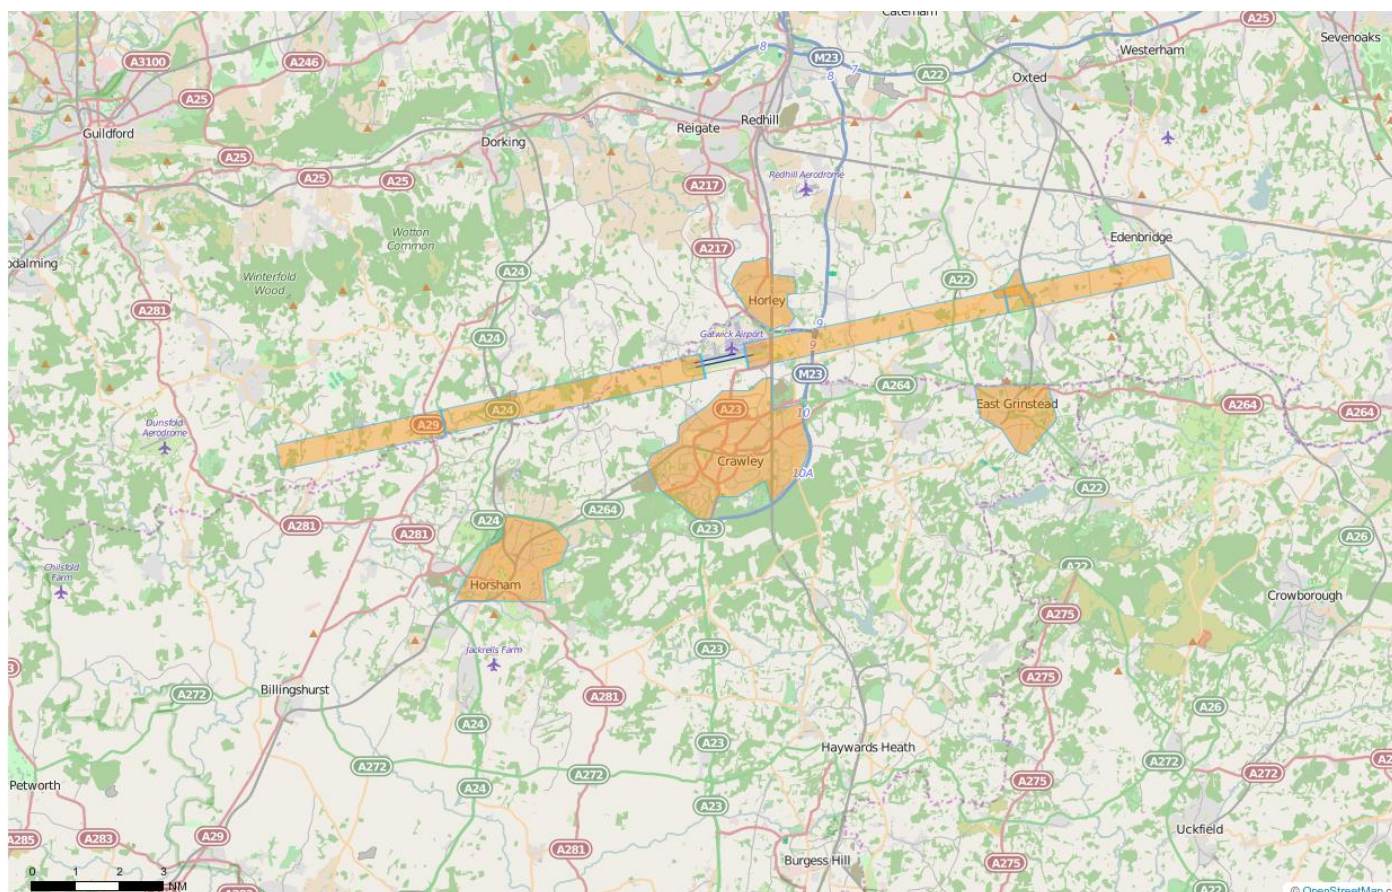 Caterham
A25
Sevenoaks
A3100
A246
8
M23
7
8
Westerham
A22
Oxted
A25
Guildford
Reigate
Redhill
Dorking
A25
A25
A25
A217
Redhill Aerodrome
Wotton
Common
A217
Edenbridge
odalming
Winterfold
Wood
A24
A22
A281
Horley
9
9
Gatwick Airport
A24
M23
A264
A24
A23
10
East Grinstead
A264
A264
Dunsfold
Aerodrome
A29
Crawley
10A
A22
A281
A24
A264
A23
A281
A26
Chilsfold
Farm
Horsham
A22
Crowborough
A275
Jackrells Farm
A23
A275
Billingshurst
A272
A281
A26
A24
A23
Haywards Heath
A272
A272
A272
A272
Petworth
A24
A275
A23
A285
A283
A29
A281
Uckfield
Burgess Hill
A275
A22
0 1 2 3
NM
© OpenStreetMap